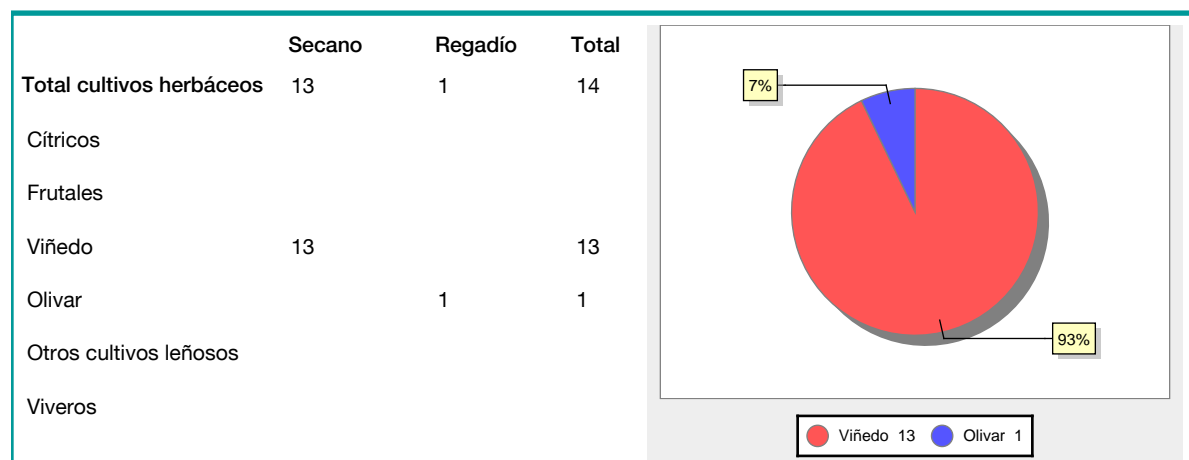 Secano Regadío Total
Total cultivos herbáceos 13 1 14
Cítricos
Frutales
Viñedo 13 13
Olivar 1 1
Otros cultivos leñosos
Viveros
7%
93%
Viñedo 13 Olivar 1